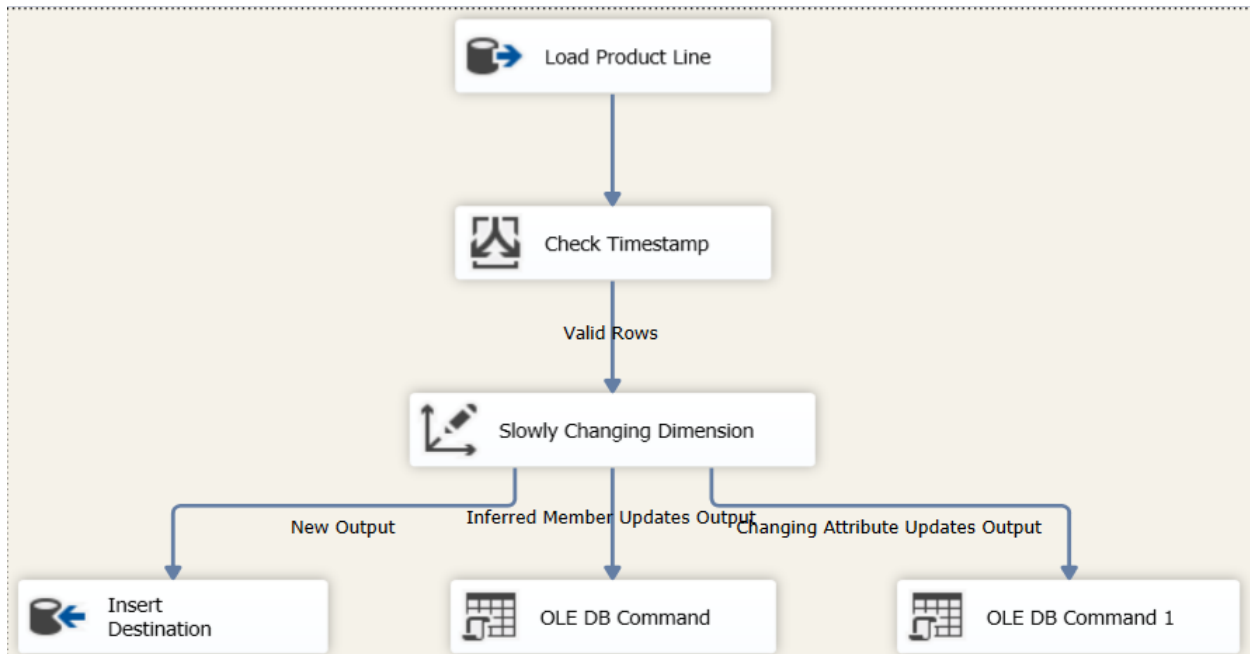 Load Product Line
Check Timestamp
Valid Rows
Slowly Changing Dimension
New Output
Inferred Member Updates Output
Changing Attribute Updates Output
Insert
Destination
OLE DB Command
OLE DB Command 1